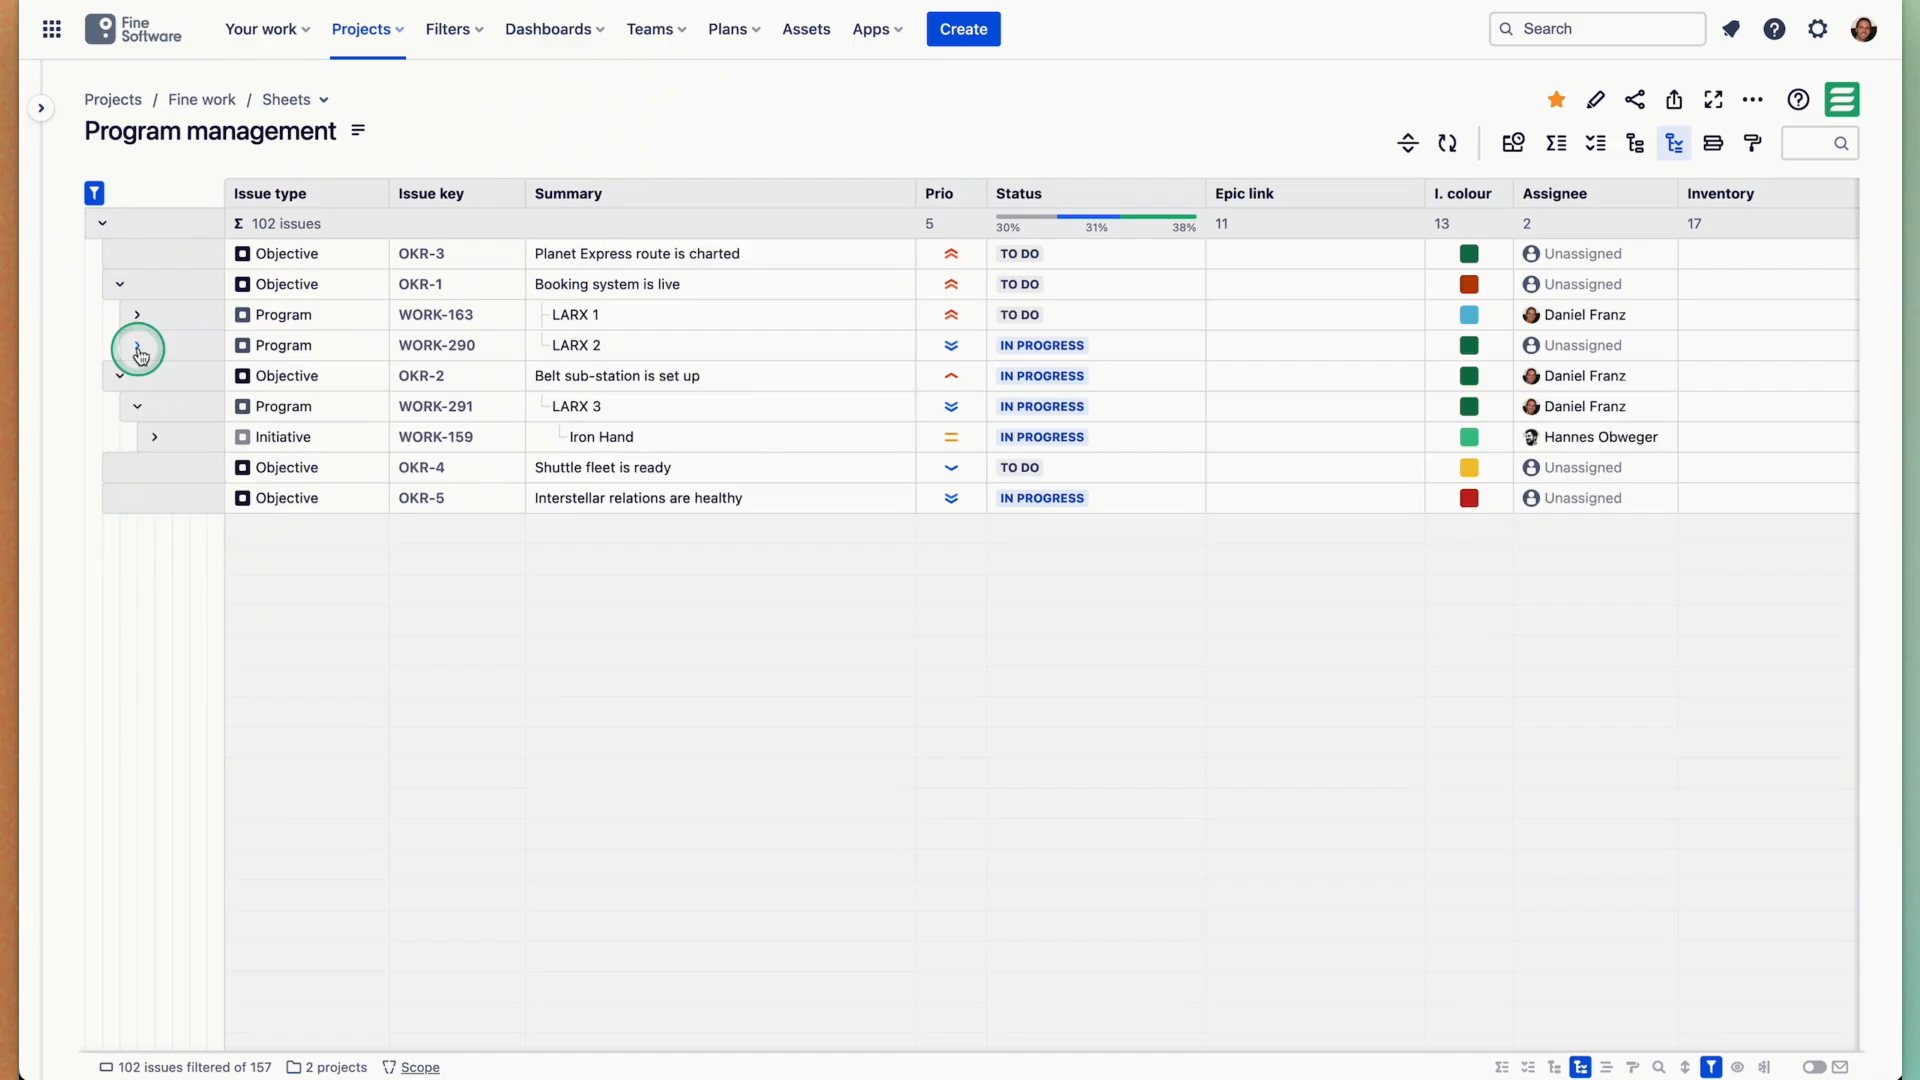 Fine Software
Your work Projects Filters Dashboards Teams Plans Assets Apps Create Search
Projects / Fine work / Sheets
Program management
Issue type Issue key Summary Prio Status Epic link I. colour Assignee Inventory
Σ 102 issues 5 30% 31% 38% 11 13 2 17
Objective OKR-3 Planet Express route is charted TO DO Unassigned
Objective OKR-1 Booking system is live TO DO Unassigned
Program WORK-163 LARX 1 TO DO Daniel Franz
Program WORK-290 LARX 2 IN PROGRESS Unassigned
Objective OKR-2 Belt sub-station is set up IN PROGRESS Daniel Franz
Program WORK-291 LARX 3 IN PROGRESS Daniel Franz
Initiative WORK-159 Iron Hand IN PROGRESS Hannes Obweger
Objective OKR-4 Shuttle fleet is ready TO DO Unassigned
Objective OKR-5 Interstellar relations are healthy IN PROGRESS Unassigned
102 issues filtered of 157 2 projects Scope